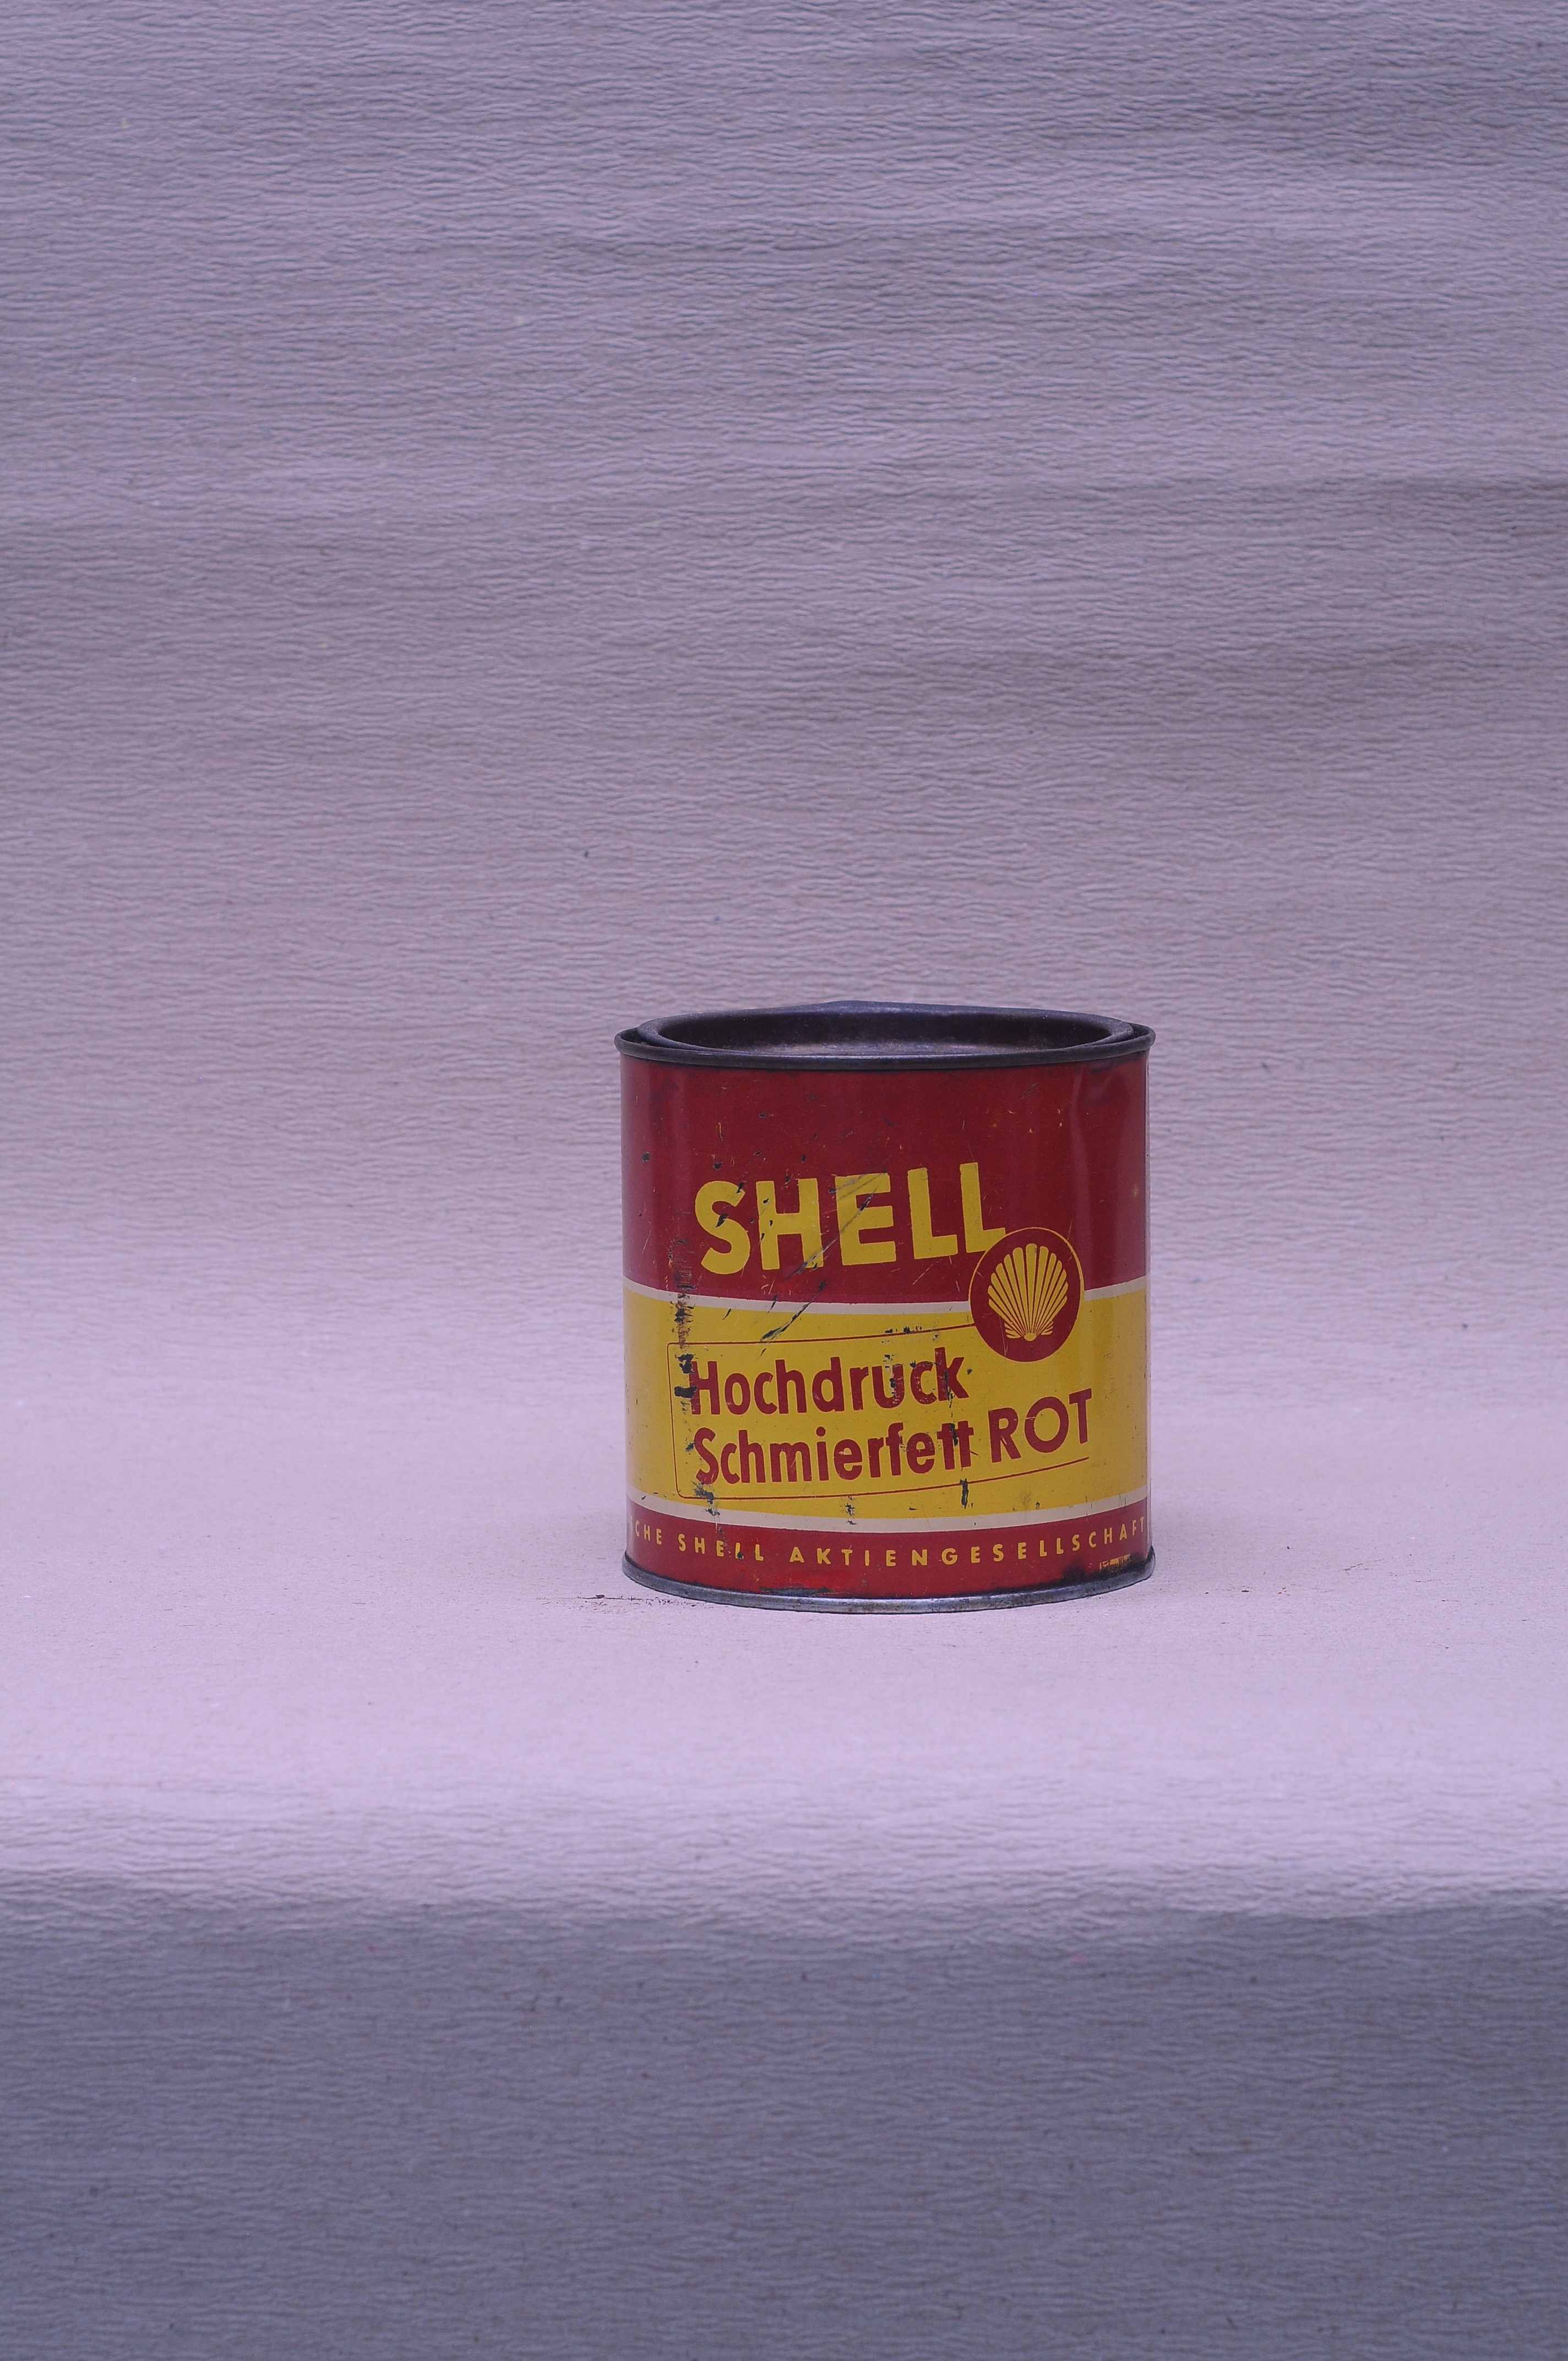 SHELL
Hochdruck
Schmierfett ROT
CHE SHELL AKTIENGESELLSCHAFT